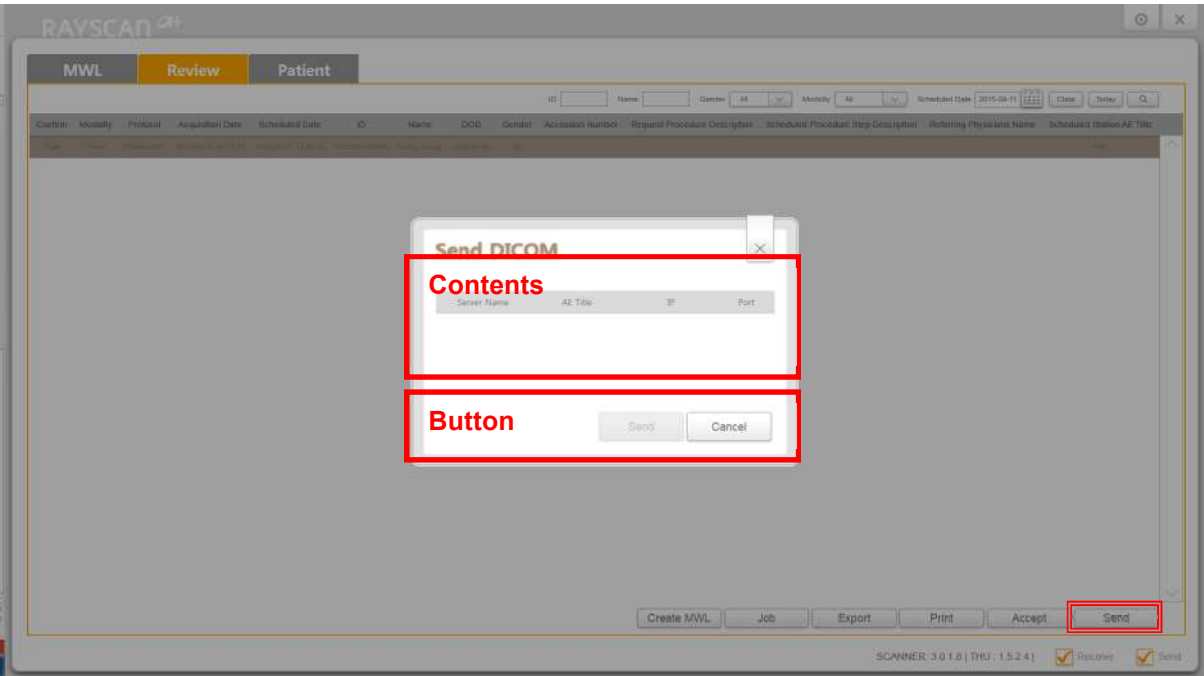 RAYSCAN α+
MWL Review Patient
ID Name Gender All Modality All Scheduled Date 2015-09-11 Clear Today
Confirm Modality Protocol Acquisition Date Scheduled Date ID Name DOB Gender Accession Number Request Procedure Description Scheduled Procedure Step Description Referring Physicians Name Scheduled Station AE Title
Send DICOM
Contents
Server Name AE Title IP Port
Button
Send Cancel
Create MWL Job Export Print Accept Send
SCANNER: 3.0.1.8 | THU : 1.5.2.4 | Receive Send